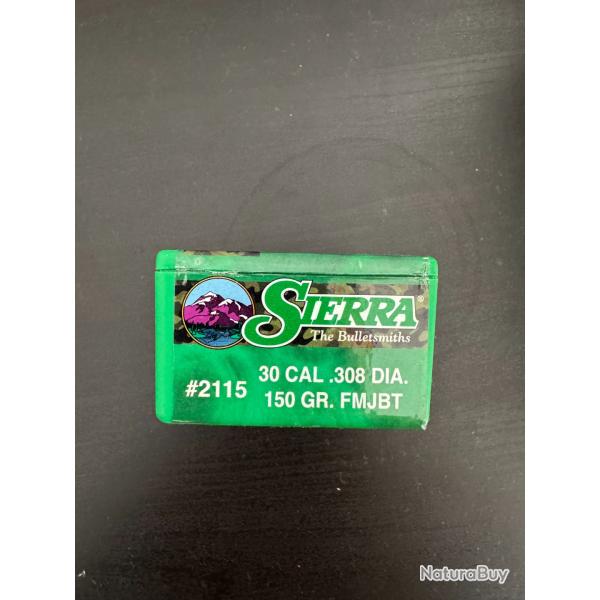 SIERRA®
The Bulletsmiths
#2115
30 CAL .308 DIA.
150 GR. FMJBT
NaturaBuy